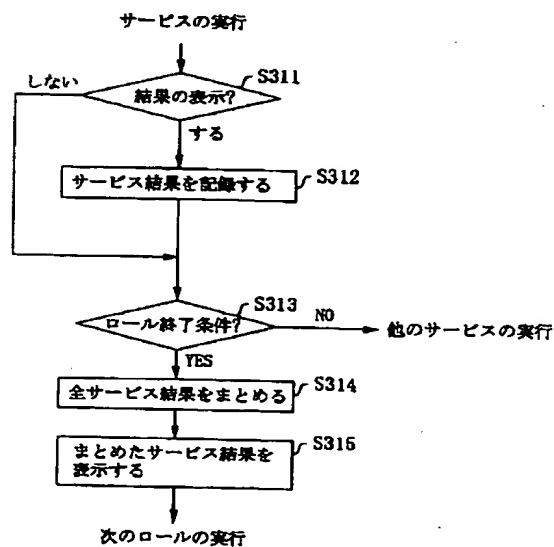 サービスの実行
しない
S311
結果の表示?
する
サービス結果を記録する
S312
S313
ロール終了条件?
NO
他のサービスの実行
YES
全サービス結果をまとめる
S314
まとめたサービス結果を
表示する
S315
次のロールの実行